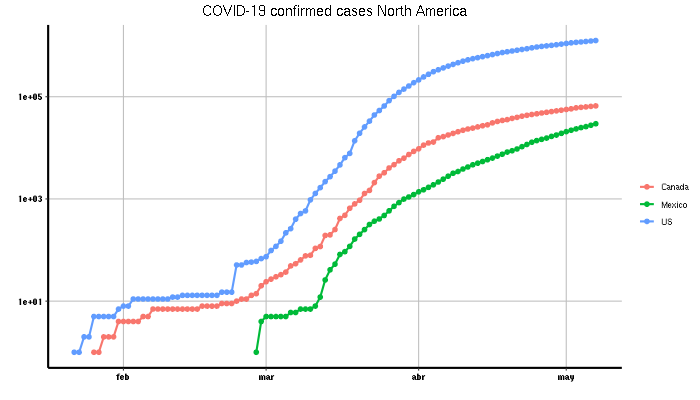 COVID-19 confirmed cases North America
1e+05
1e+03
1e+01
feb
mar
abr
may
Canada
Mexico
US